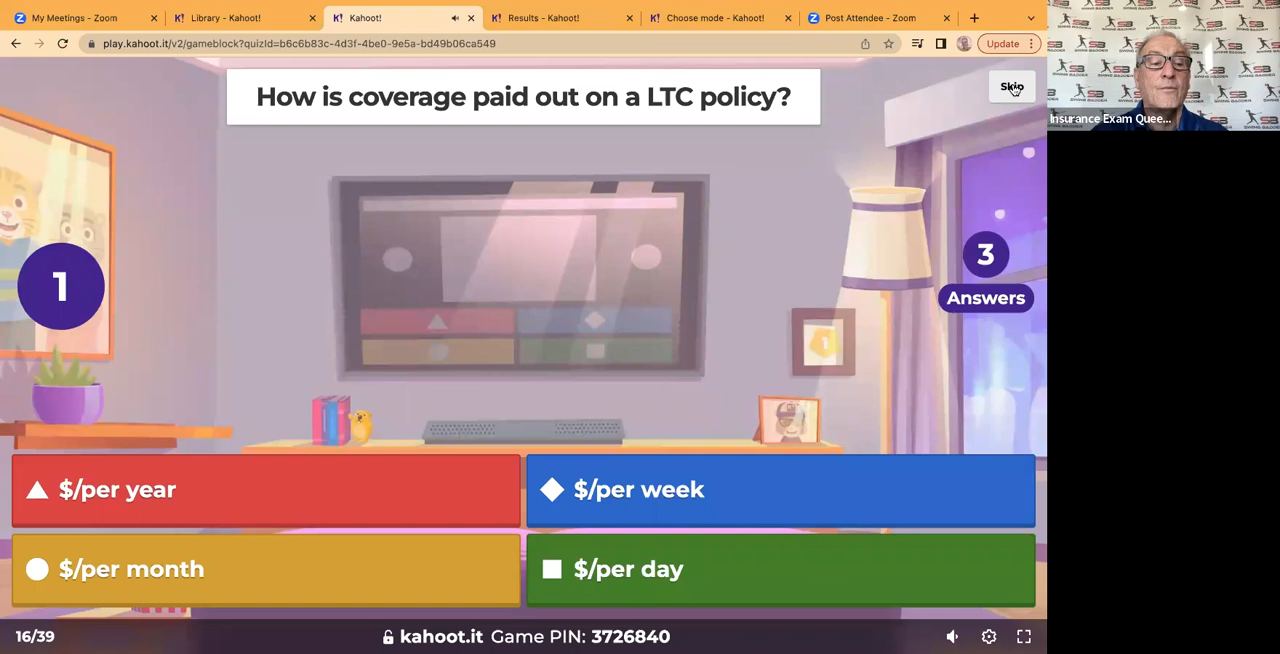 My Meetings - Zoom
Library - Kahoot!
Kahoot!
Results - Kahoot!
Choose mode - Kahoot!
Post Attendee - Zoom
play.kahoot.it/v2/gameblock?quizId=b6c6b83c-4d3f-4be0-9e5a-bd49b06ca549
Update
How is coverage paid out on a LTC policy?
Skip
Insurance Exam Quee...
1
3
Answers
1
$/per year
$/per week
$/per month
$/per day
16/39
kahoot.it Game PIN: 3726840